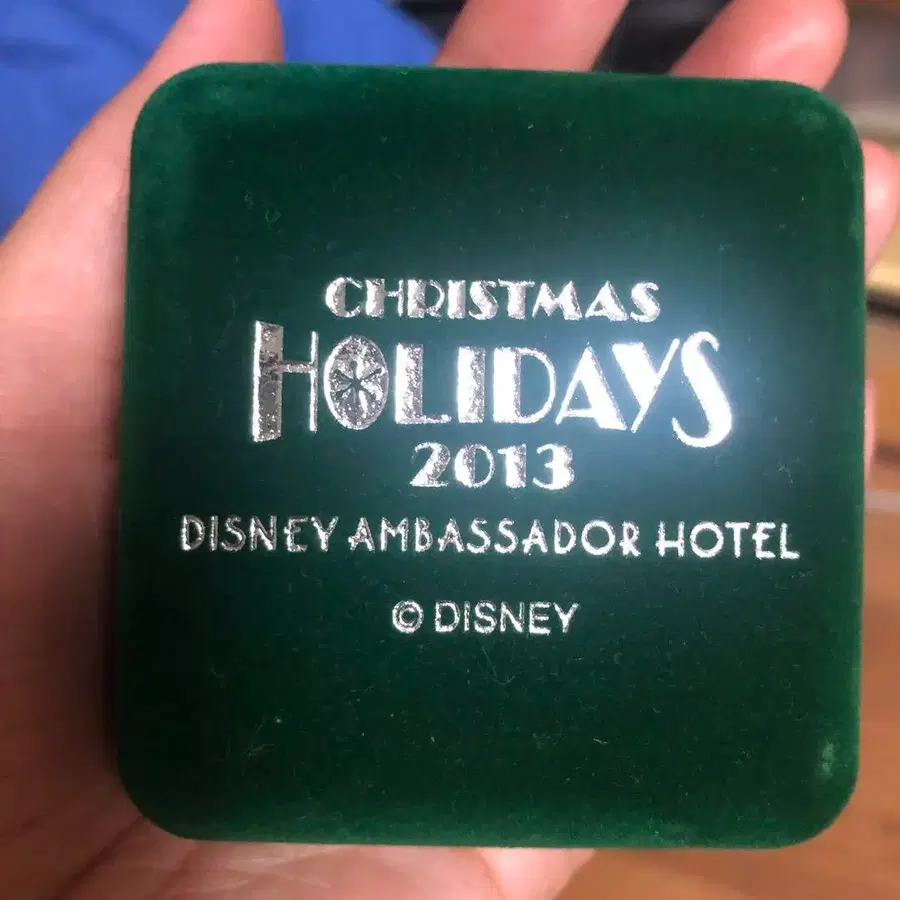 CHRISTMAS
HOLIDAYS
2013
DISNEY AMBASSADOR HOTEL
© DISNEY